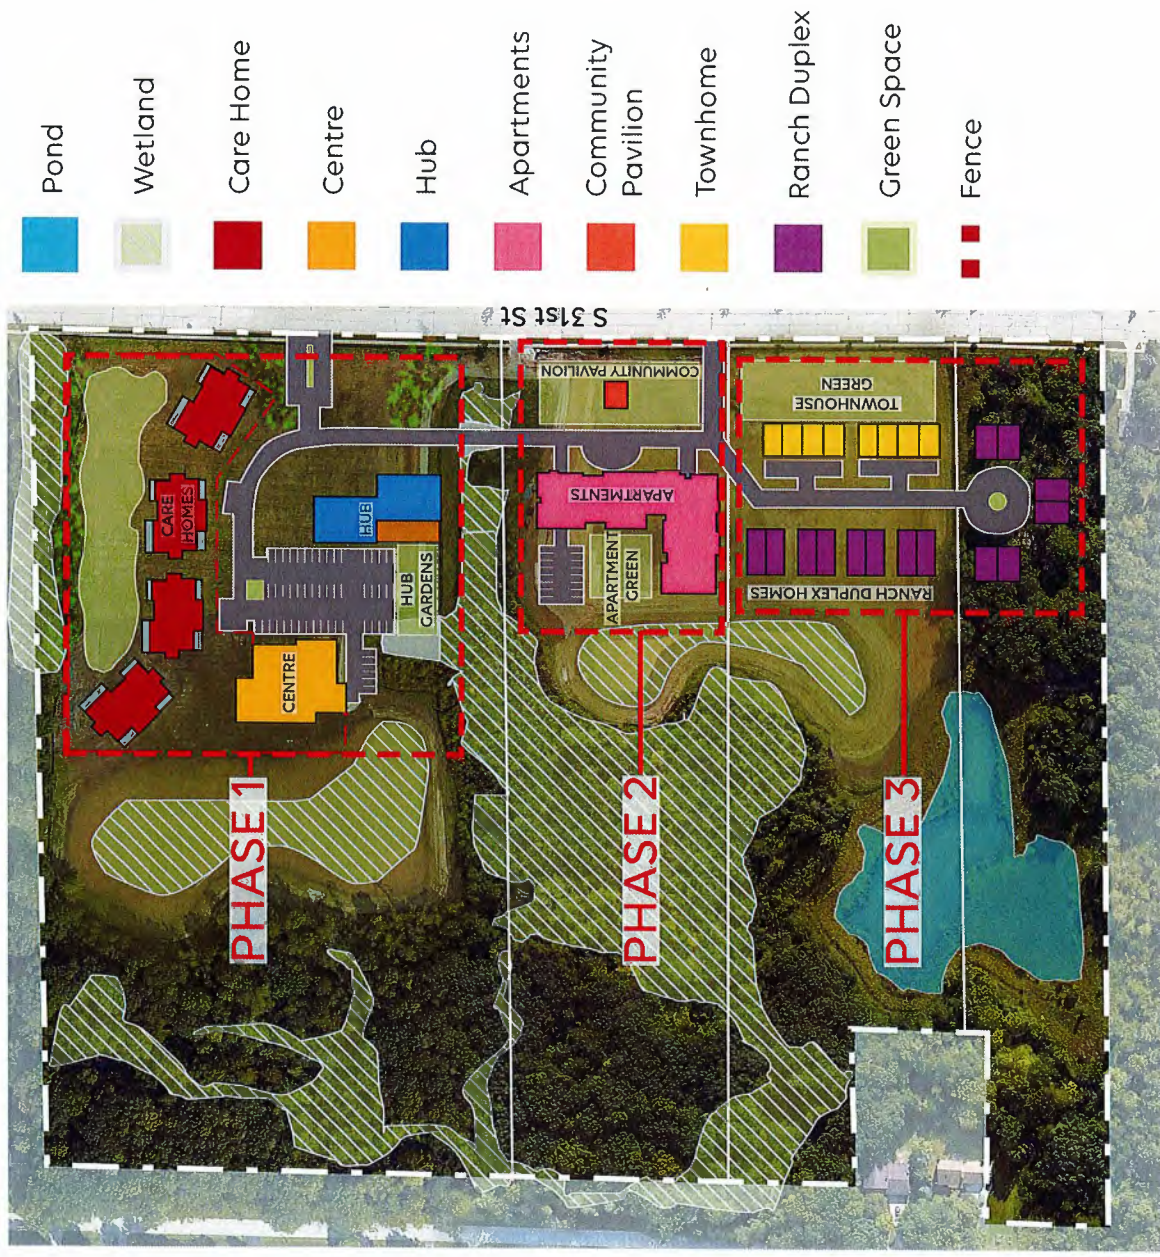 Pond
Wetland
Care Home
Centre
Hub
Apartments
Community
Pavilion
Townhome
Ranch Duplex
Green Space
Fence
S 31st St
CARE
HOMES
HUB
HUB
GARDENS
CENTRE
PHASE 1
COMMUNITY PAVILION
APARTMENTS
APARTMENT
GREEN
PHASE 2
TOWNHOUSE
GREEN
RANCH DUPLEX HOMES
PHASE 3